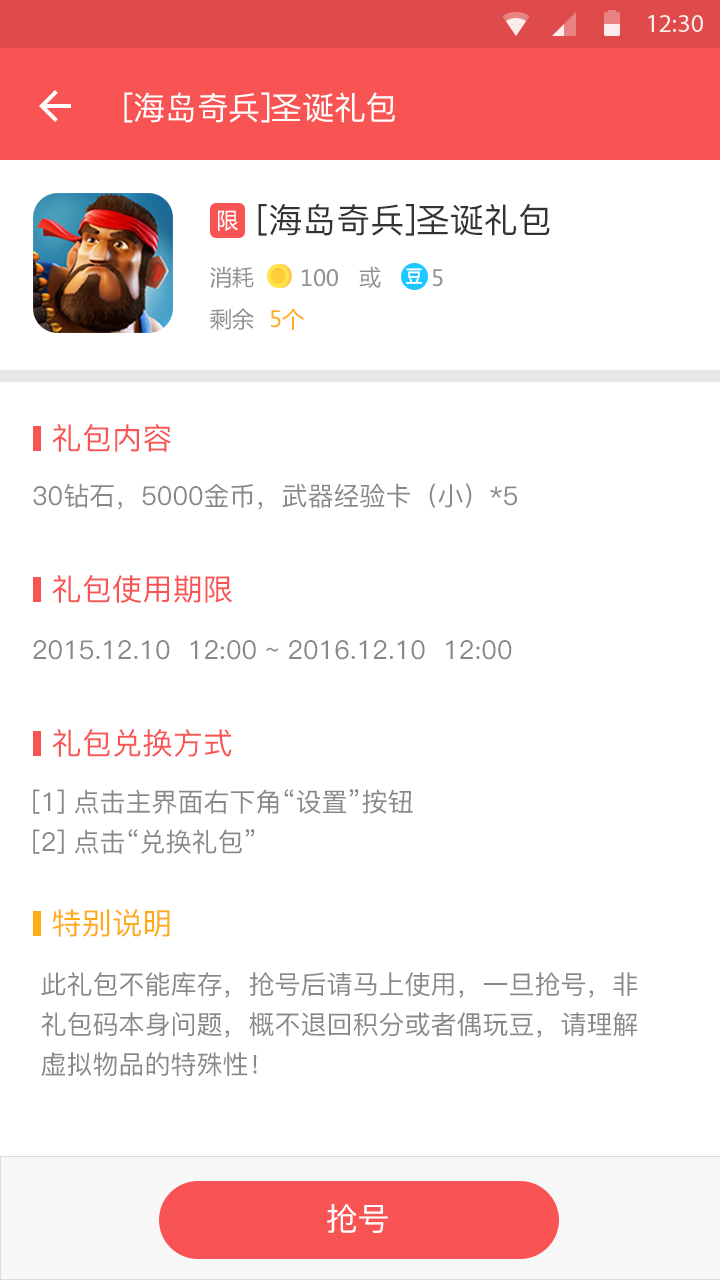 12:30
[海岛奇兵]圣诞礼包
限 [海岛奇兵]圣诞礼包
消耗 100 或 豆 5
剩余 5个
礼包内容
30钻石，5000金币，武器经验卡（小）*5
礼包使用期限
2015.12.10 12:00 ~ 2016.12.10 12:00
礼包兑换方式
[1] 点击主界面右下角“设置”按钮
[2] 点击“兑换礼包”
特别说明
此礼包不能库存，抢号后请马上使用，一旦抢号，非
礼包码本身问题，概不退回积分或者偶玩豆，请理解
虚拟物品的特殊性！
抢号